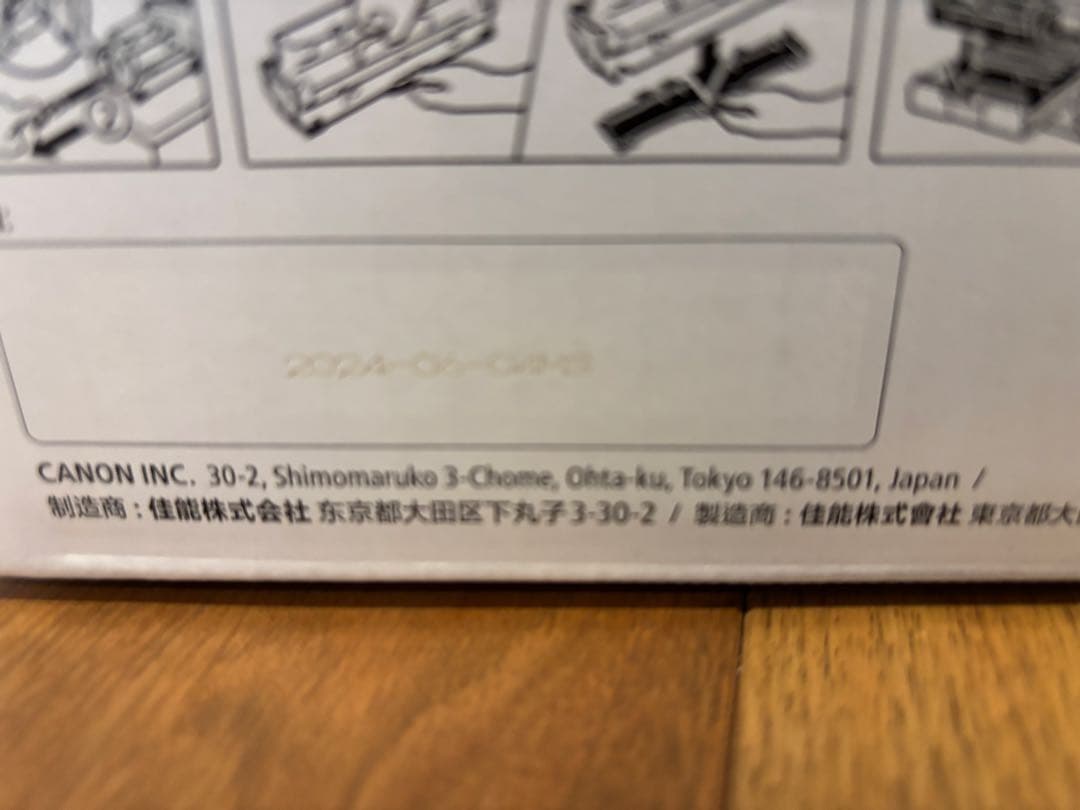 2024-06-
CANON INC. 30-2, Shimomaruko 3-Chome, Ohta-ku, Tokyo 146-8501, Japan /
制造商 : 佳能株式会社 东京都大田区下丸子3-30-2 / 製造商 : 佳能株式會社 東京都大